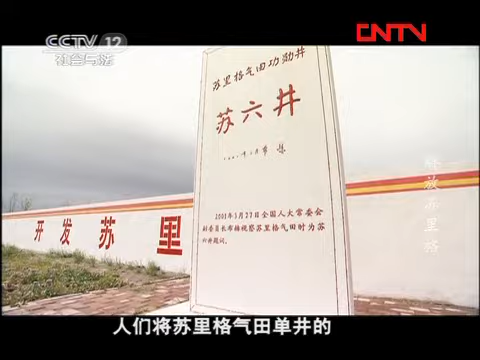 CCTV 12
社会与法
CNTV
苏里格气田功勋井
苏六井
2001年3月27日全国人大常委会
副委员长布赫视察苏里格气田时为苏
六井题词。
开发苏里
解放苏里格
人们将苏里格气田单井的